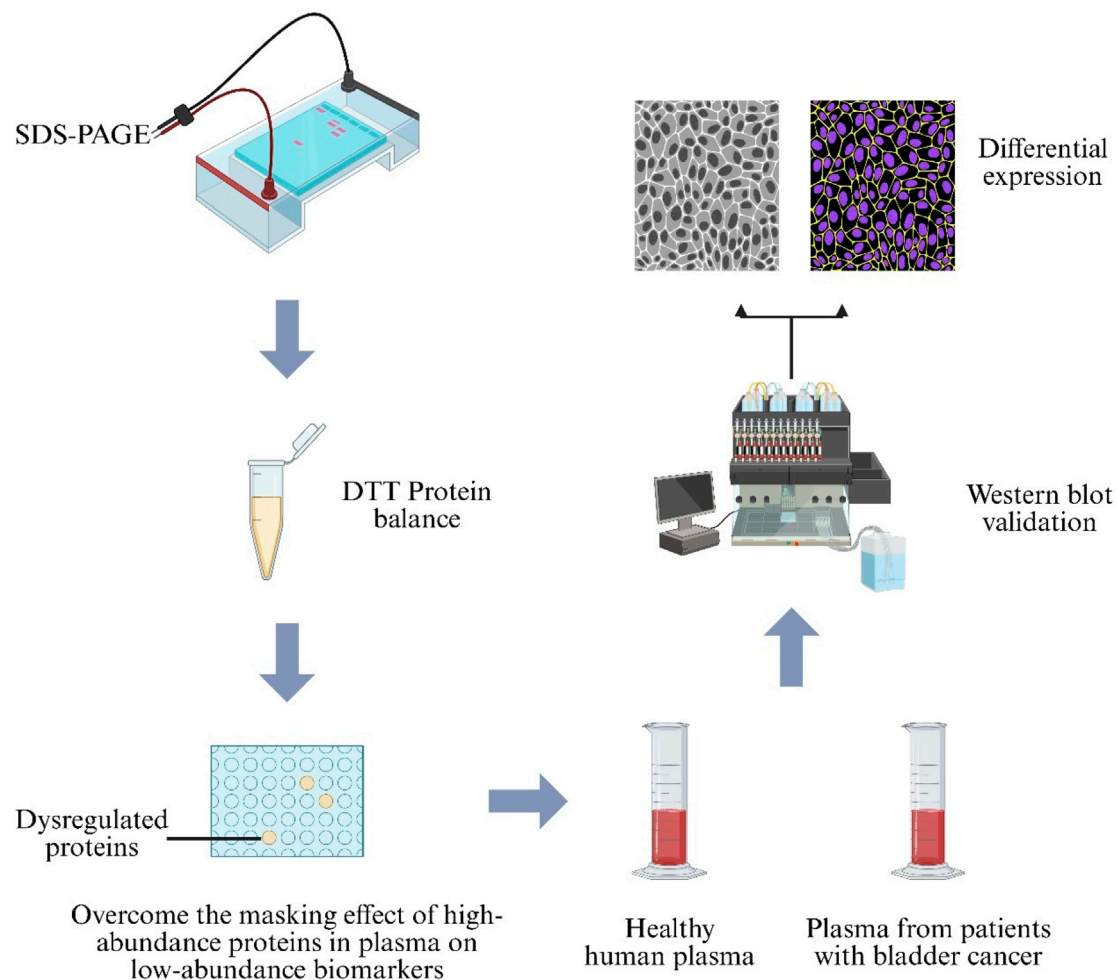 SDS-PAGE
DTT Protein
balance
Dysregulated
proteins
Overcome the masking effect of high-
abundance proteins in plasma on
low-abundance biomarkers
Healthy
human plasma
Plasma from patients
with bladder cancer
Western blot
validation
Differential
expression